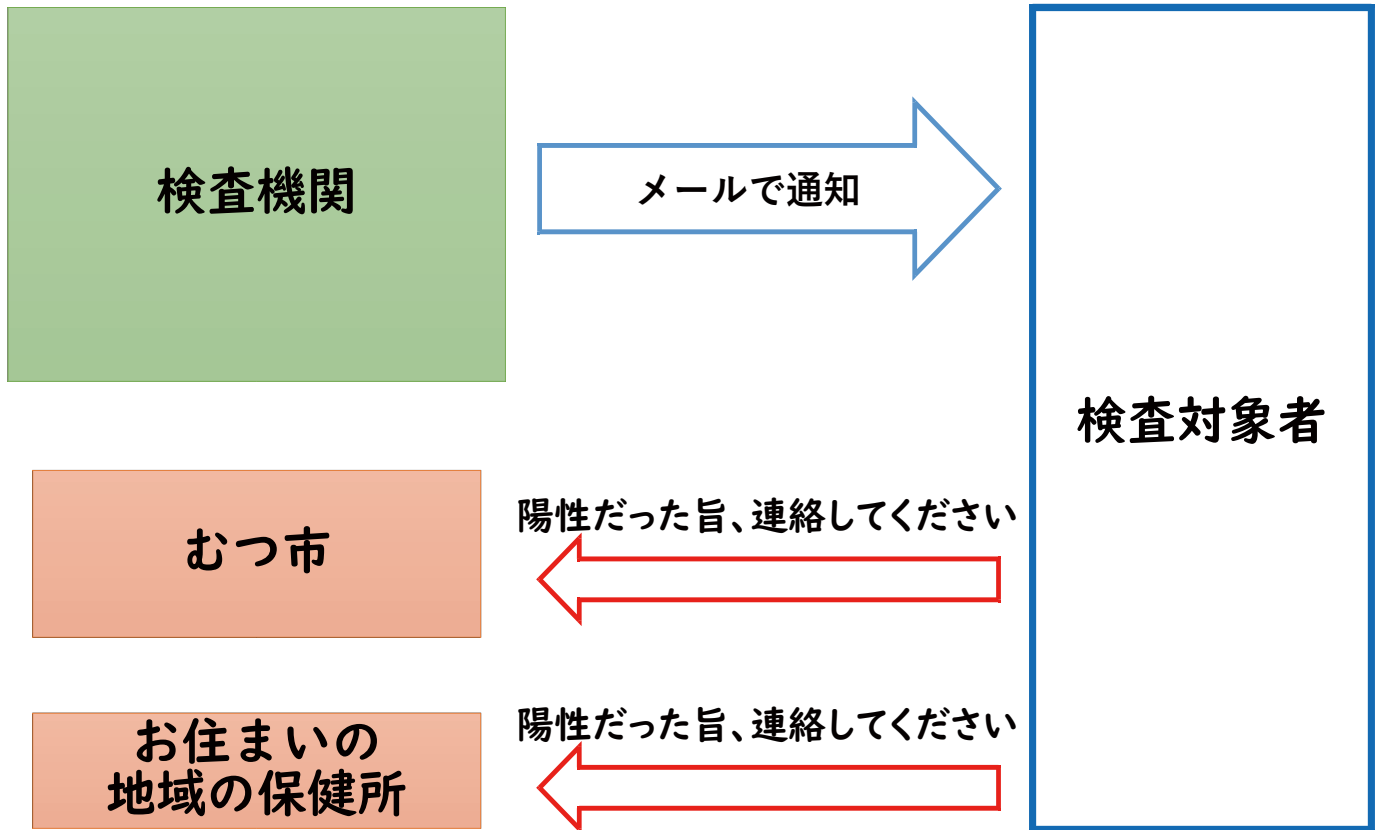 検査機関
メールで通知
検査対象者
むつ市
陽性だった旨、連絡してください
お住まいの
地域の保健所
陽性だった旨、連絡してください